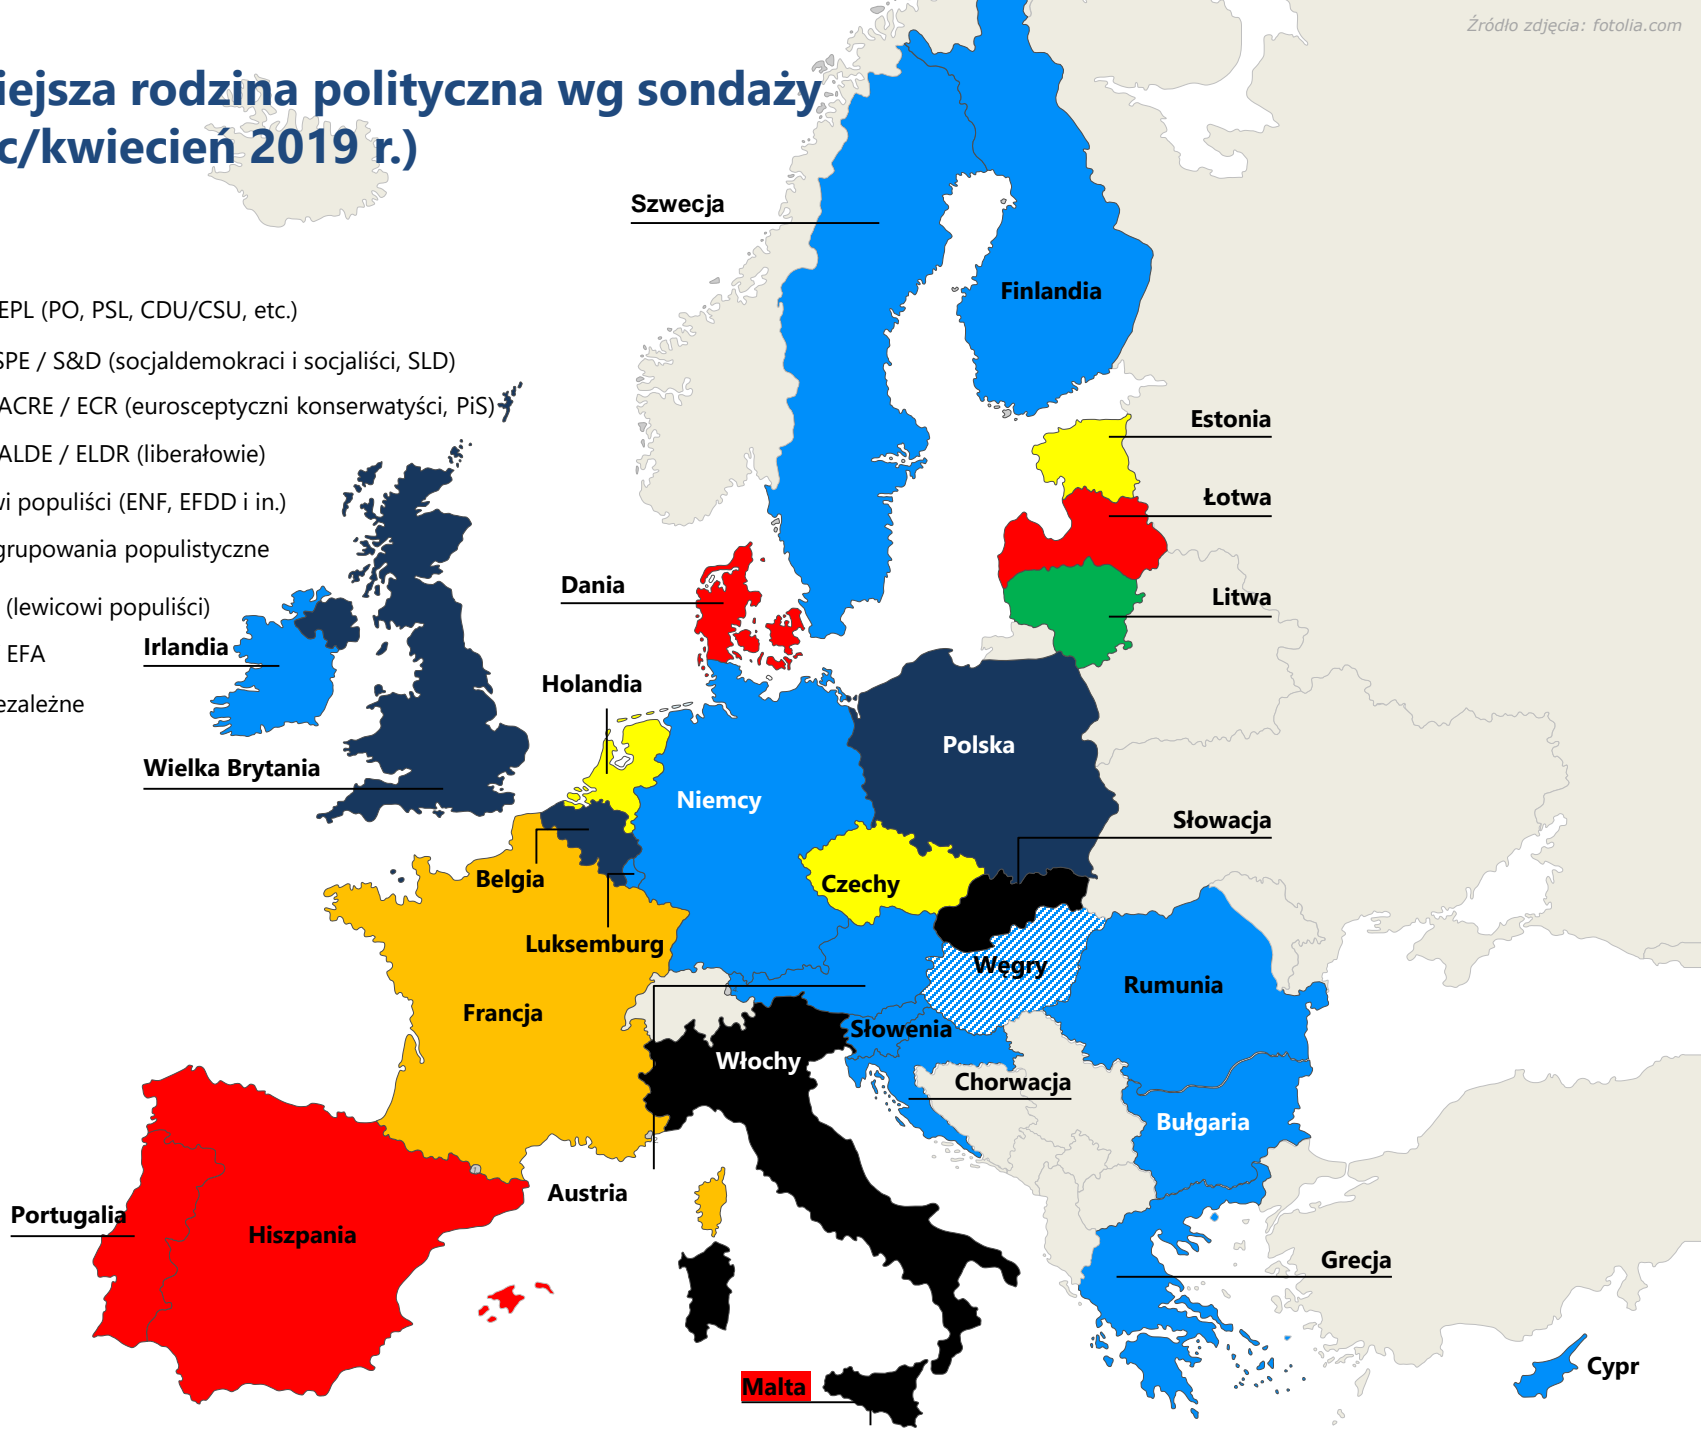 Źródło zdjęcia: fotolia.com
iejsza rodzina polityczna wg sondaży
c/kwiecień 2019 r.)
EPL (PO, PSL, CDU/CSU, etc.)
SPE / S&D (socjaldemokraci i socjaliści, SLD)
ACRE / ECR (eurosceptyczni konserwatyści, PiS)
ALDE / ELDR (liberałowie)
wi populiści (ENF, EFDD i in.)
grupowania populistyczne
(lewicowi populiści)
EFA
ezależne
Szwecja
Finlandia
Estonia
Łotwa
Litwa
Dania
Irlandia
Holandia
Wielka Brytania
Polska
Niemcy
Słowacja
Belgia
Czechy
Luksemburg
Węgry
Rumunia
Francja
Słowenia
Włochy
Chorwacja
Bułgaria
Austria
Portugalia
Hiszpania
Grecja
Malta
Cypr